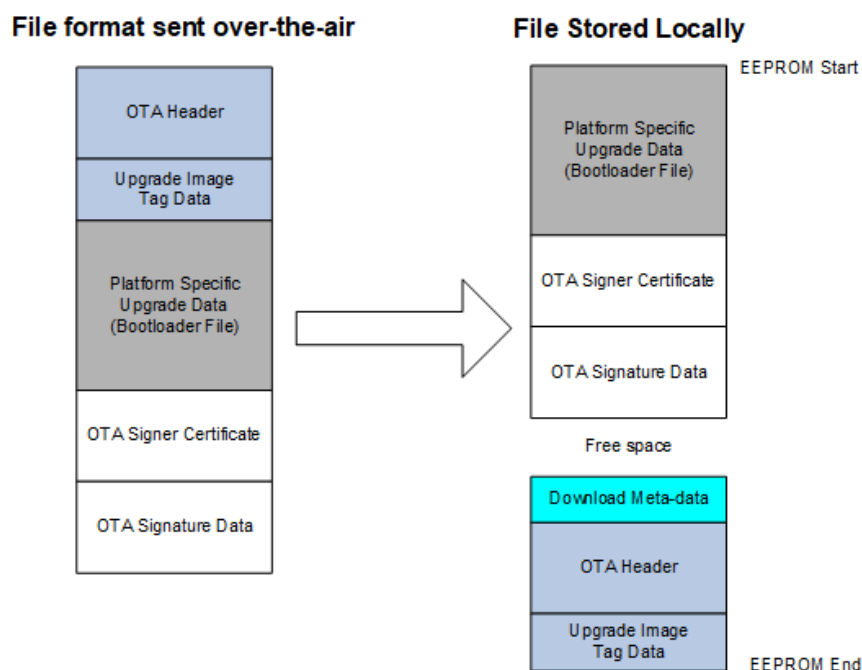 File format sent over-the-air
OTA Header
Upgrade Image
Tag Data
Platform Specific
Upgrade Data
(Bootloader File)
OTA Signer Certificate
OTA Signature Data
File Stored Locally
EEPROM Start
Platform Specific
Upgrade Data
(Bootloader File)
OTA Signer Certificate
OTA Signature Data
Free space
Download Meta-data
OTA Header
Upgrade Image
Tag Data
EEPROM End